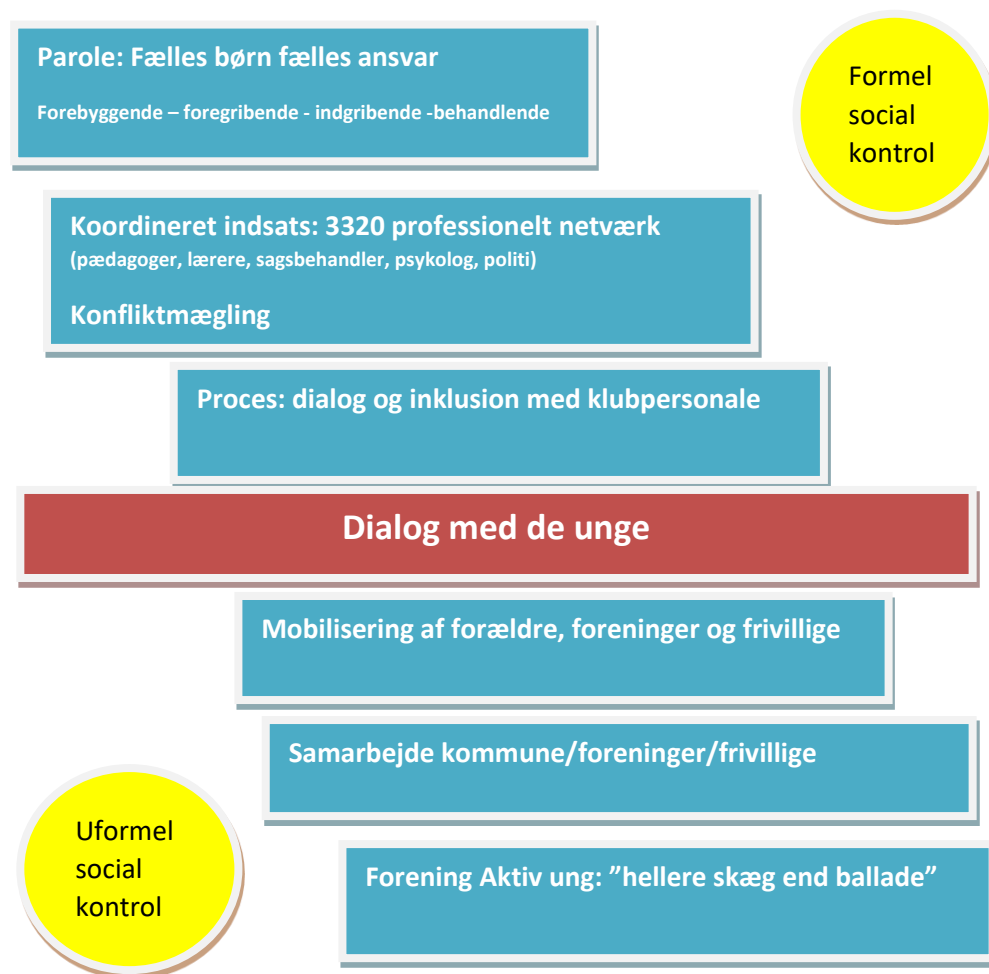 Parole: Fælles børn fælles ansvar
Forebyggende – foregribende - indgribende -behandlende
Formel
social
kontrol
Koordineret indsats: 3320 professionelt netværk
(pædagoger, lærere, sagsbehandler, psykolog, politi)
Konfliktmægling
Proces: dialog og inklusion med klubpersonale
Dialog med de unge
Mobilisering af forældre, foreninger og frivillige
Samarbejde kommune/foreninger/frivillige
Uformel
social
kontrol
Forening Aktiv ung: ”hellere skæg end ballade”